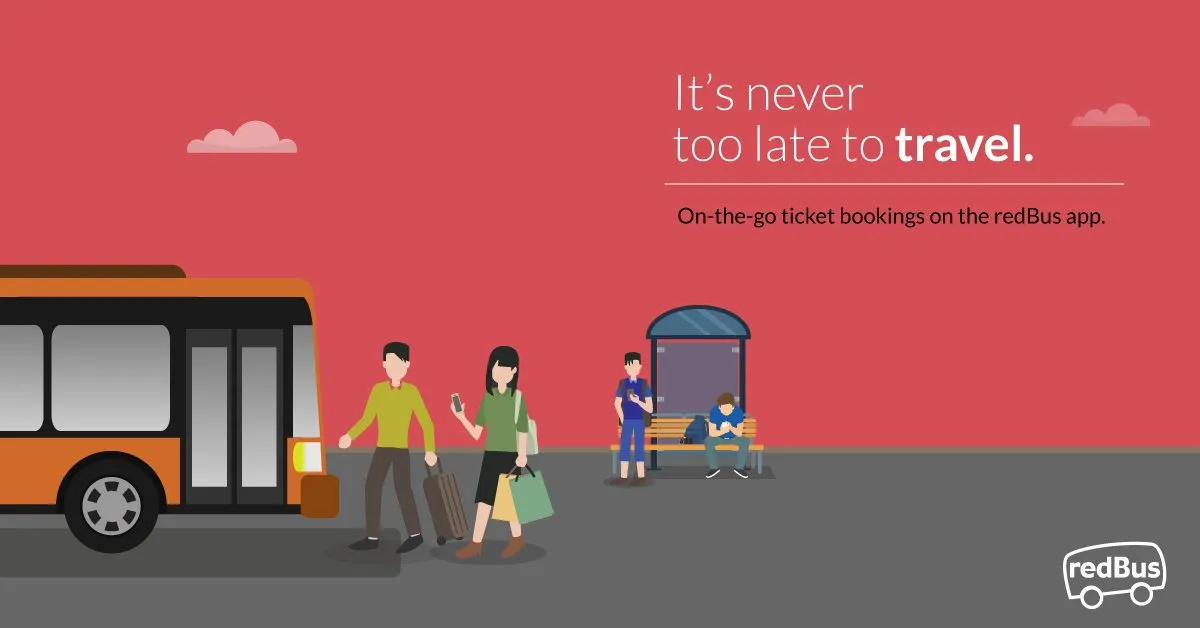 It's never
too late to travel.
On-the-go ticket bookings on the redBus app.
redBus